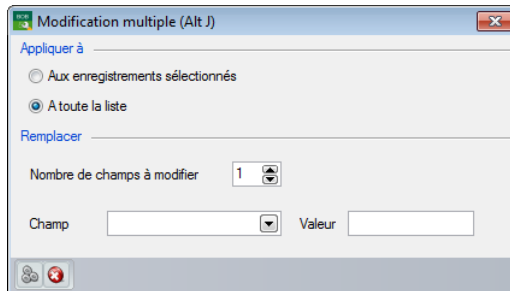 Modification multiple (Alt J)
Appliquer à
Aux enregistrements sélectionnés
A toute la liste
Remplacer
Nombre de champs à modifier 1
Champ Valeur